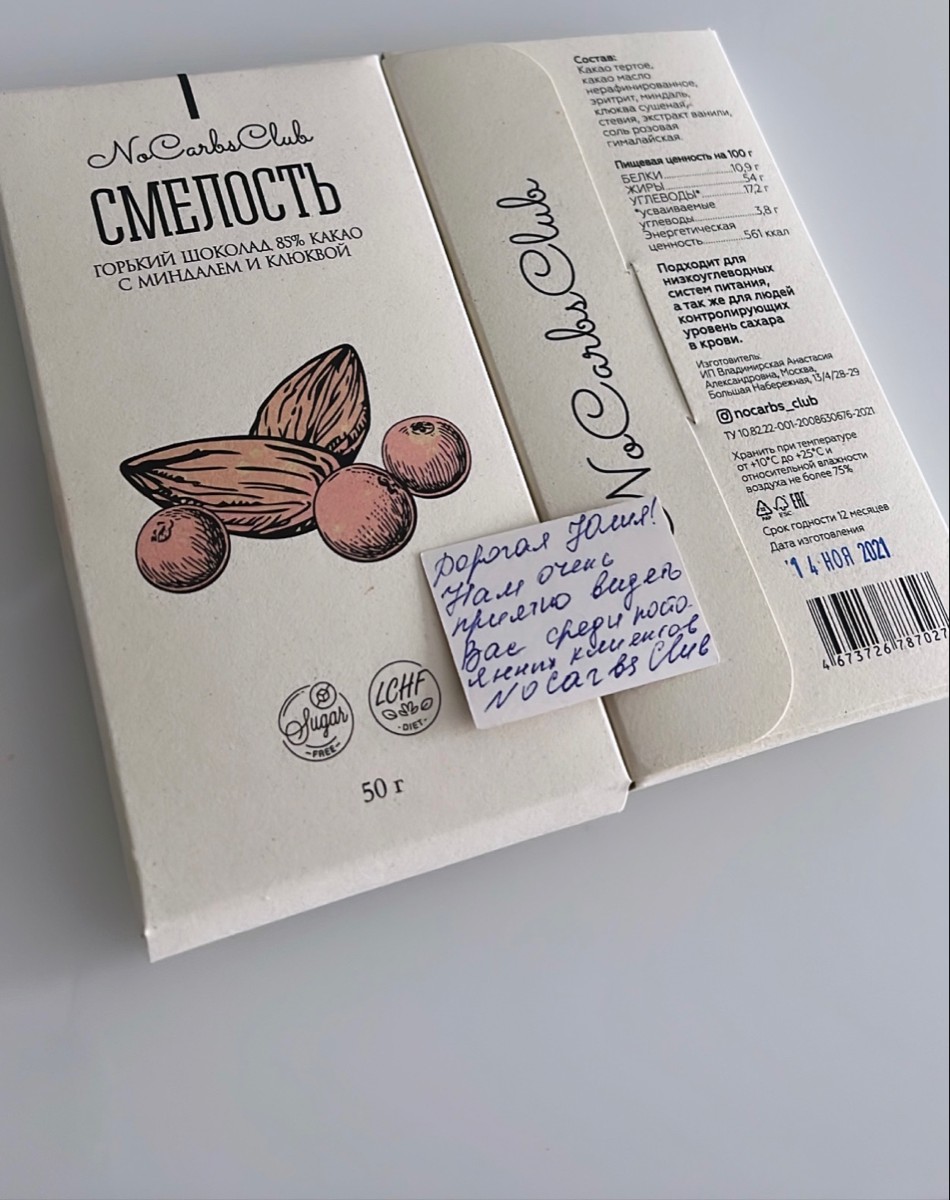 NoCarbsClub
СМЕЛОСТЬ
ГОРЬКИЙ ШОКОЛАД 85% КАКАО
С МИНДАЛЕМ И КЛЮКВОЙ
Sugar
-FREE-
LCHF
-DIET-
50 г
NoCarbsClub
Дорогая Юлия!
Нам очень
приятно видеть
Вас среди посто-
янных клиентов
NoCarbs Club
Состав:
Какао тертое,
какао масло
нерафинированное,
эритрит, миндаль,
клюква сушеная,
стевия, экстракт ванили,
соль розовая
гималайская.
Пищевая ценность на 100 г
БЕЛКИ.....................10,9 г
ЖИРЫ.....................54 г
УГЛЕВОДЫ*................17,2 г
*усваиваемые
углеводы................3,8 г
Энергетическая
ценность................561 ккал
Подходит для
низкоуглеводных
систем питания,
а так же для людей
контролирующих
уровень сахара
в крови.
Изготовитель:
ИП Владимирская Анастасия
Александровна, Москва,
Большая Набережная, 13/4/28-29
nocarbs_club
ТУ 10.82.22-001-2008630676-2021
Хранить при температуре
от +10°C до +25°C и
относительной влажности
воздуха не более 75%
EAC
Срок годности 12 месяцев
Дата изготовления
14 НОЯ 2021
4 673726 787027